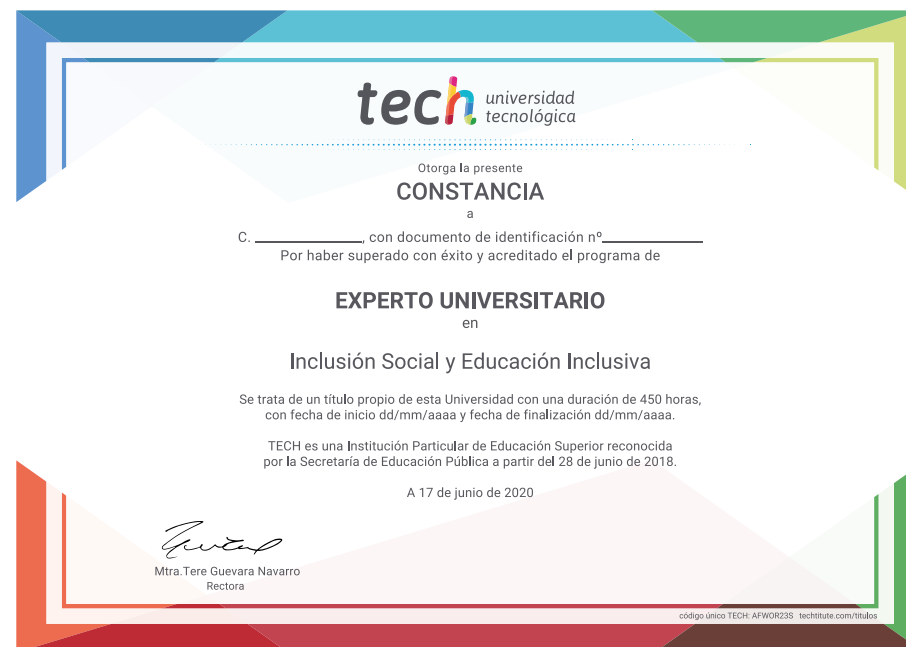 tech universidad
tecnológica
Otorga la presente
CONSTANCIA
a
C. ____________, con documento de identificación nº____________
Por haber superado con éxito y acreditado el programa de
EXPERTO UNIVERSITARIO
en
Inclusión Social y Educación Inclusiva
Se trata de un título propio de esta Universidad con una duración de 450 horas,
con fecha de inicio dd/mm/aaaa y fecha de finalización dd/mm/aaaa.
TECH es una Institución Particular de Educación Superior reconocida
por la Secretaría de Educación Pública a partir del 28 de junio de 2018.
A 17 de junio de 2020
Mtra.Tere Guevara Navarro
Rectora
código único TECH: AFWOR23S techtitute.com/titulos